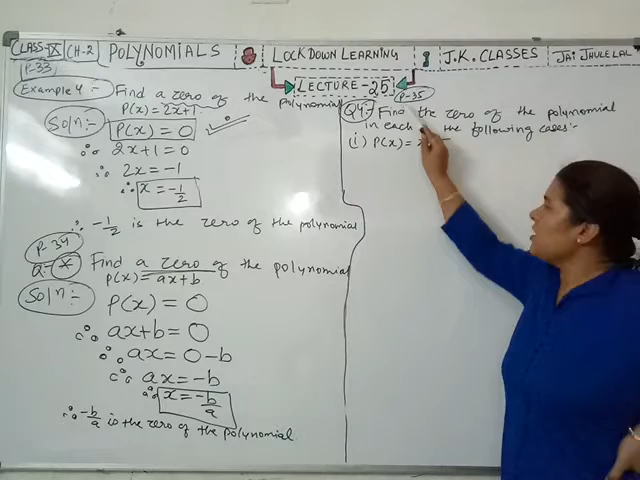 CLASS-IX CH-2 POLYNOMIALS LOCKDOWN LEARNING J.K. CLASSES JAI JHULELAL
P-33
LECTURE-25
Example 4:- Find a zero of the Polynomial
P(x) = 2x+1.
Soln:- P(x) = 0
∴ 2x+1=0
∴ 2x = -1
x = -1/2
∴ -1/2 is the zero of the polynomial
P-34
Q:-* Find a zero of the polynomial
p(x) = ax+b
Soln:- P(x) = 0
∴ ax+b=0
∴ ax = 0-b
∴ ax = -b
∴ x = -b/a
∴ -b/a is the zero of the polynomial.
P-35
Q4:- Find the zero of the polynomial
in each the following cases:-
(i) P(x) =